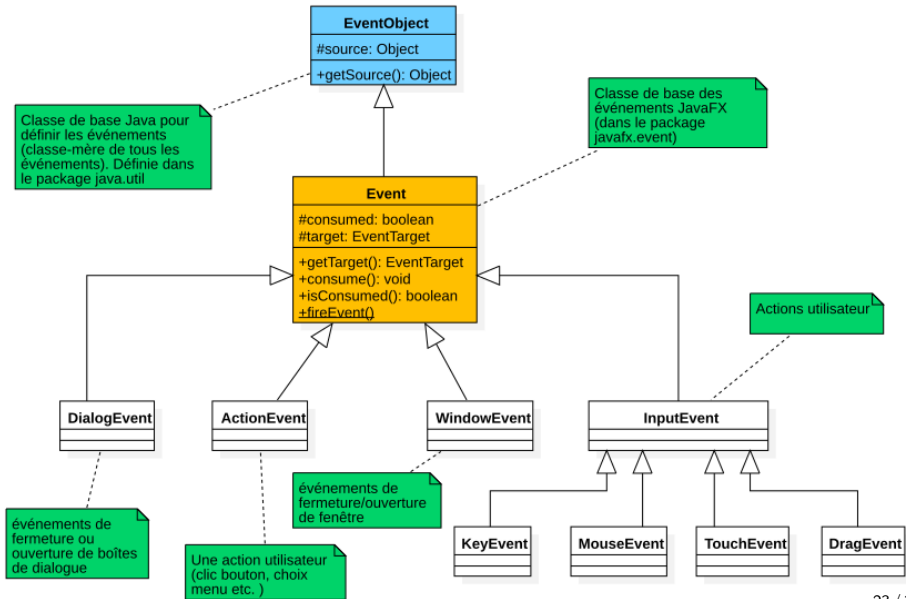 EventObject
#source: Object
+getSource(): Object
Classe de base Java pour
définir les événements
(classe-mère de tous les
événements). Définie dans
le package java.util
Classe de base des
événements JavaFX
(dans le package
javafx.event)
Event
#consumed: boolean
#target: EventTarget
+getTarget(): EventTarget
+consume(): void
+isConsumed(): boolean
+fireEvent()
Actions utilisateur
DialogEvent
ActionEvent
WindowEvent
InputEvent
événements de
fermeture ou
ouverture de boîtes
de dialogue
Une action utilisateur
(clic bouton, choix
menu etc. )
événements de
fermeture/ouverture
de fenêtre
KeyEvent
MouseEvent
TouchEvent
DragEvent